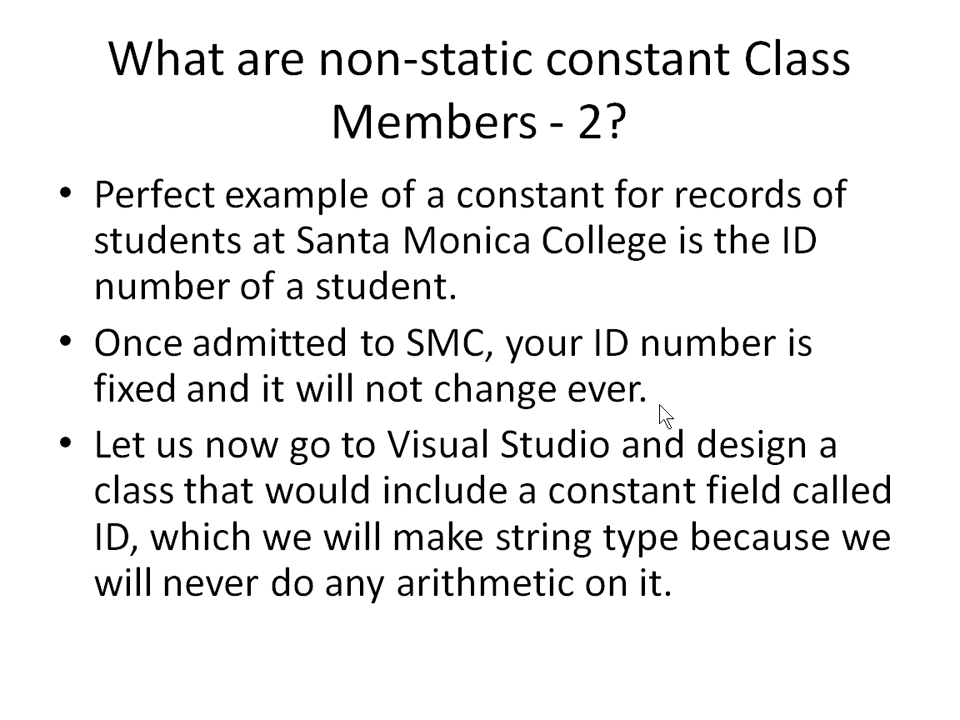 What are non-static constant Class
Members - 2?
• Perfect example of a constant for records of
students at Santa Monica College is the ID
number of a student.
• Once admitted to SMC, your ID number is
fixed and it will not change ever.
• Let us now go to Visual Studio and design a
class that would include a constant field called
ID, which we will make string type because we
will never do any arithmetic on it.